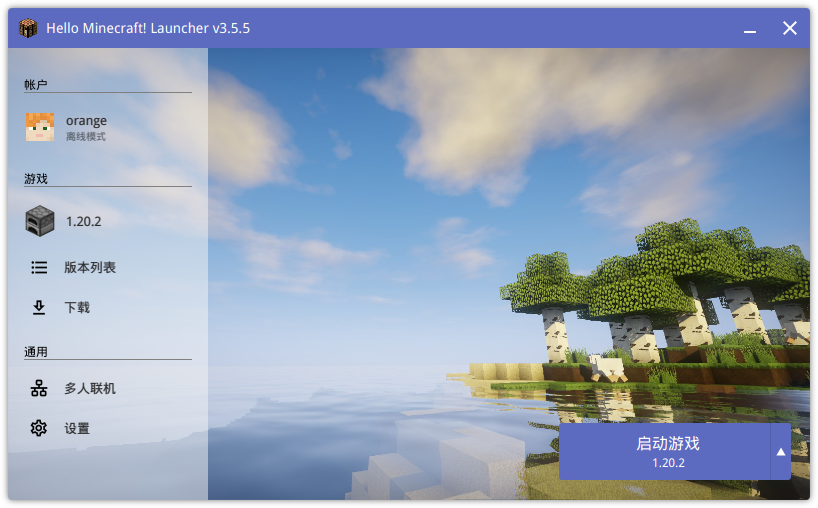 Hello Minecraft! Launcher v3.5.5
帐户
orange
离线模式
游戏
1.20.2
版本列表
下载
通用
多人联机
设置
启动游戏
1.20.2